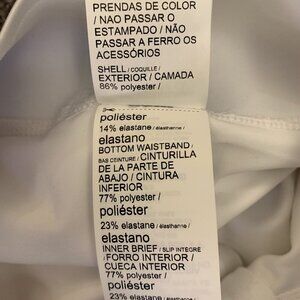 PRENDAS DE COLOR
/ NAO PASSAR O
ESTAMPADO / NÃO
PASSAR A FERRO OS
ACESSÓRIOS
SHELL / COQUILLE /
EXTERIOR / CAMADA
86% polyester /
poliéster
14% elastane / élasthanne /
elastano
BOTTOM WAISTBAND /
BAS CEINTURE / CINTURILLA
DE LA PARTE DE
ABAJO / CINTURA
INFERIOR
77% polyester /
poliéster
23% elastane / élasthanne /
elastano
INNER BRIEF / SLIP INTÉGRÉ
/ FORRO INTERIOR /
CUECA INTERIOR
77% polyester /
poliéster
23% elastane / élasthanne /